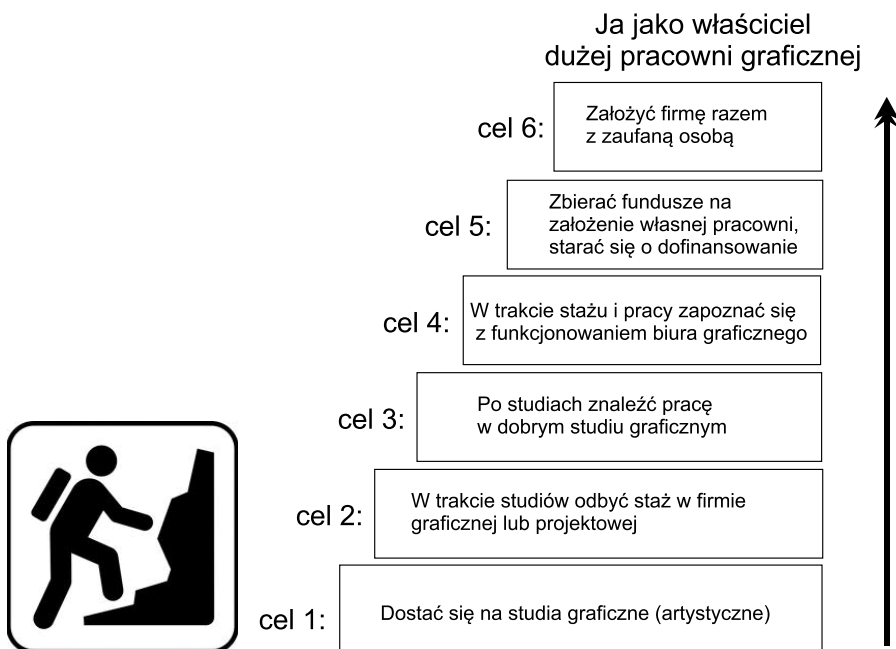 Ja jako właściciel
dużej pracowni graficznej
cel 6:
Założyć firmę razem
z zaufaną osobą
cel 5:
Zbierać fundusze na
założenie własnej pracowni,
starać się o dofinansowanie
cel 4:
W trakcie stażu i pracy zapoznać się
z funkcjonowaniem biura graficznego
cel 3:
Po studiach znaleźć pracę
w dobrym studiu graficznym
cel 2:
W trakcie studiów odbyć staż w firmie
graficznej lub projektowej
cel 1:
Dostać się na studia graficzne (artystyczne)